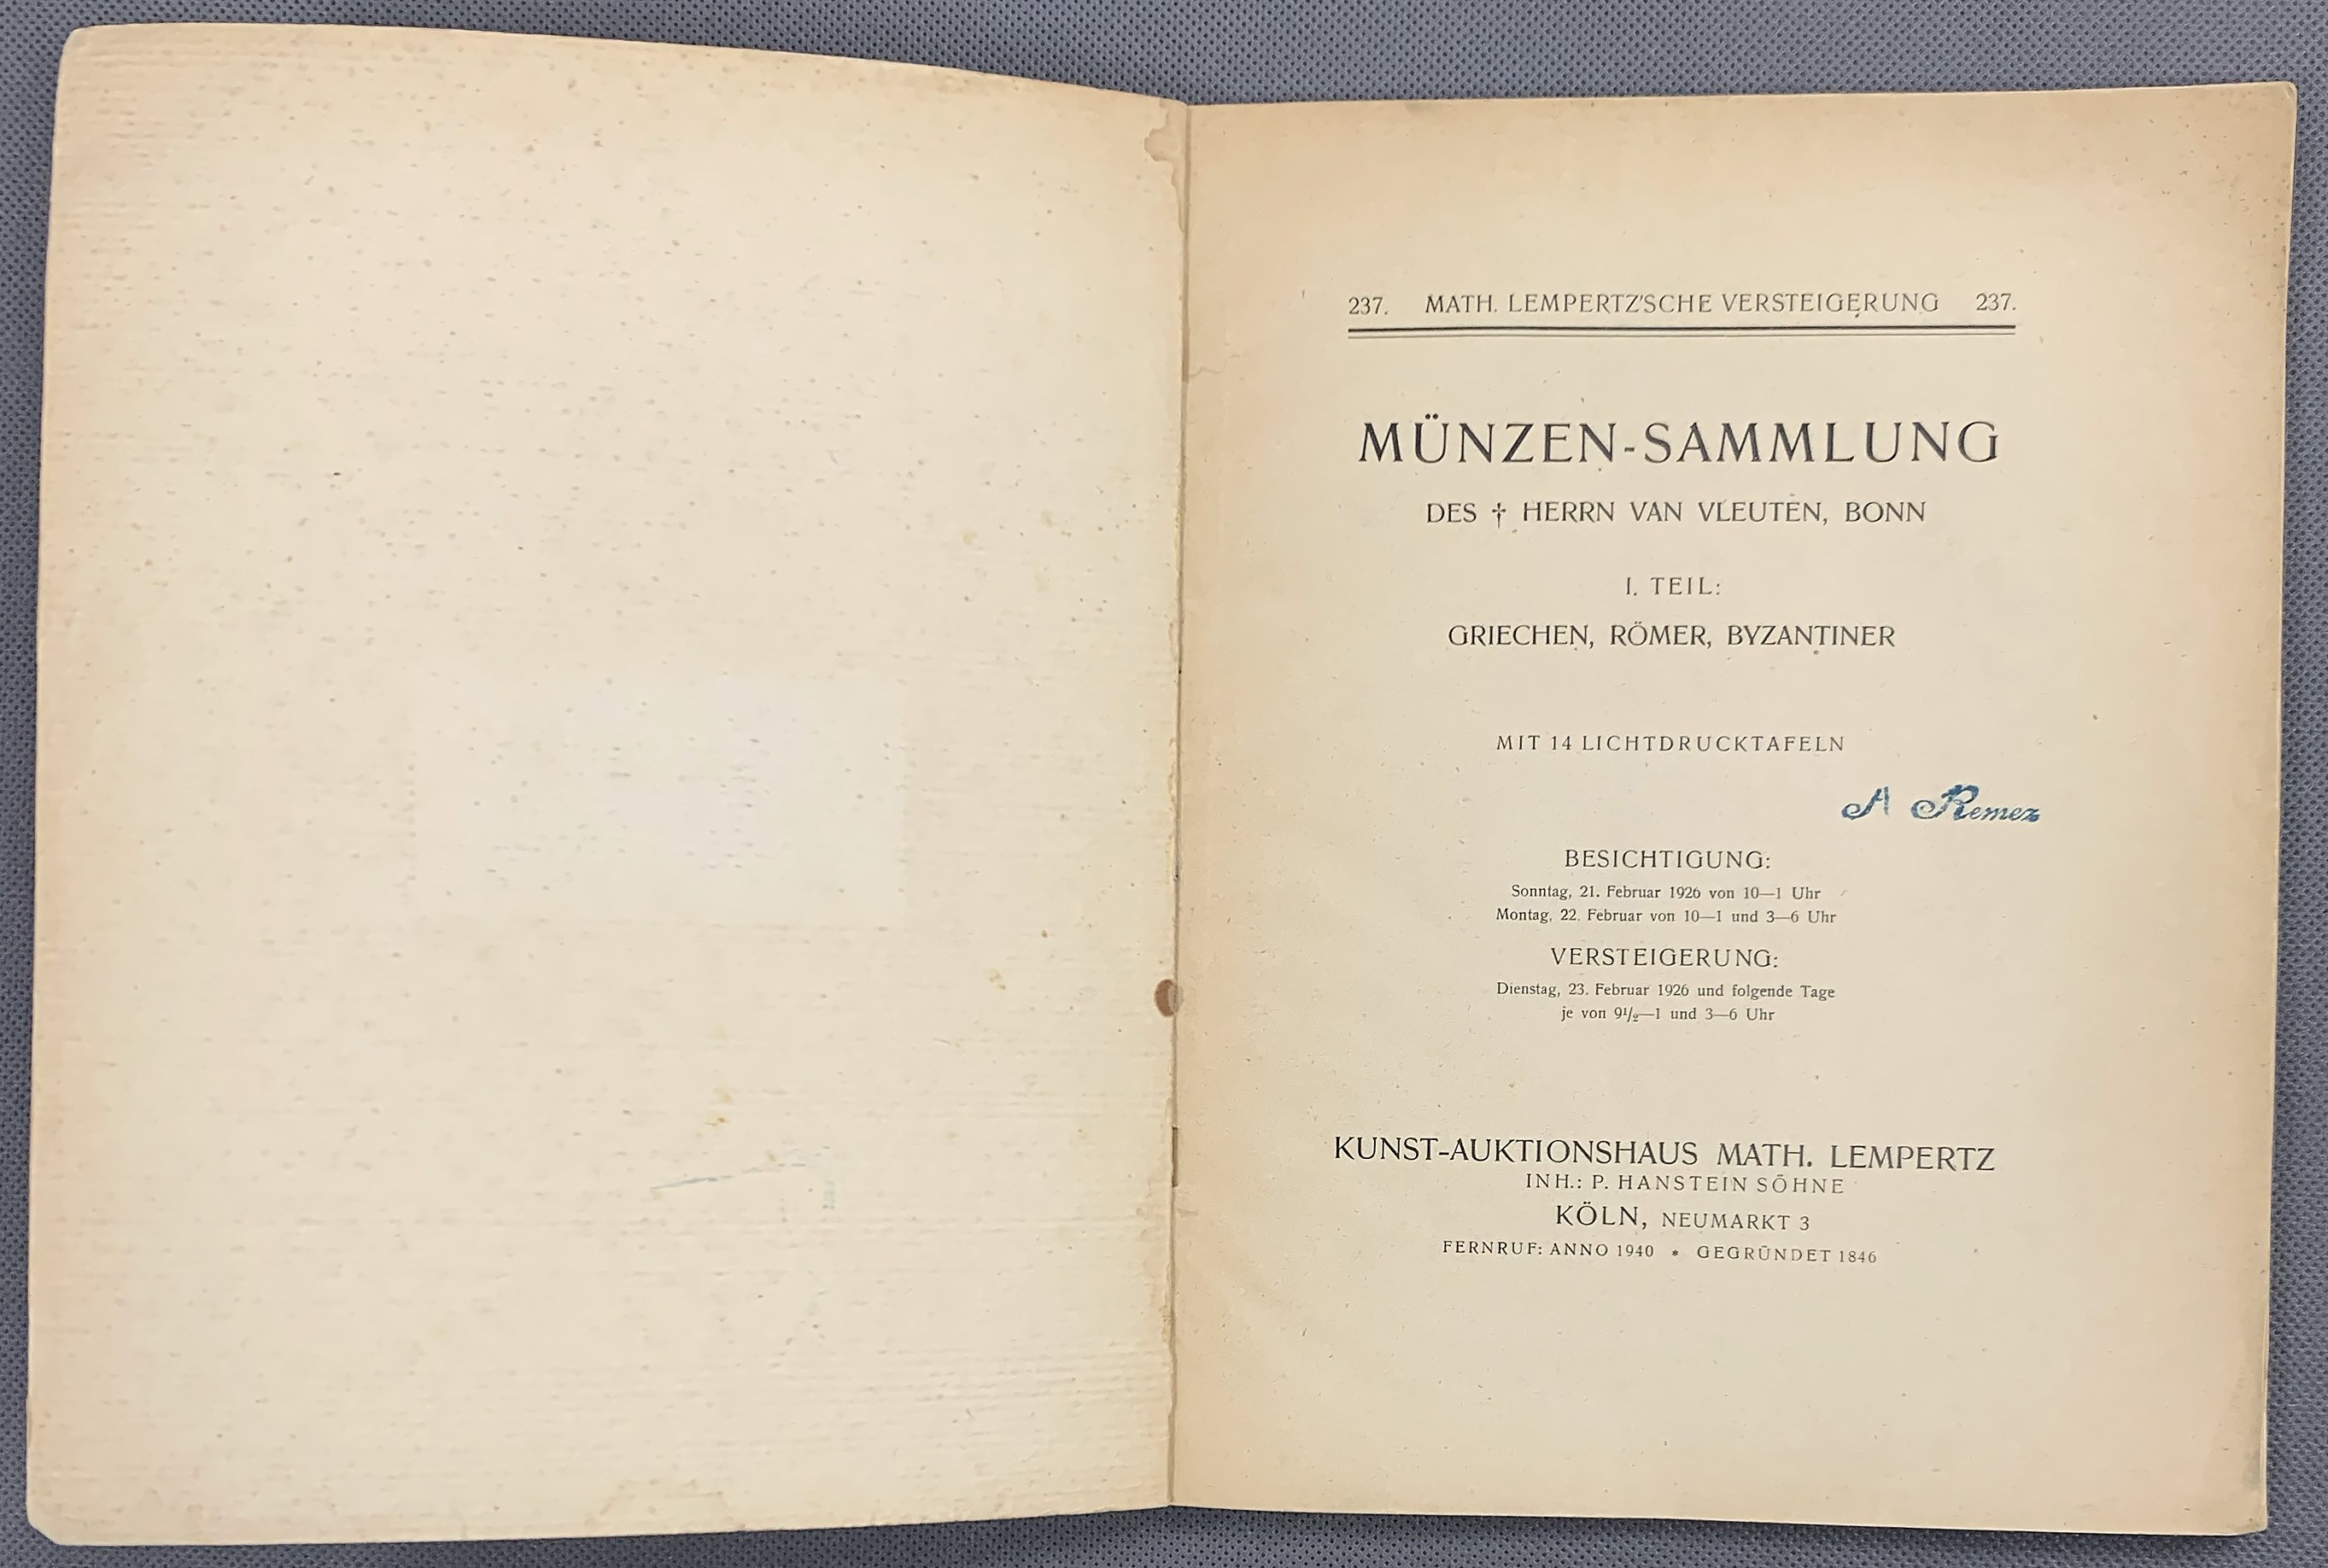 237. MATH. LEMPERTZ'SCHE VERSTEIGERUNG 237.
MÜNZEN-SAMMLUNG
DES † HERRN VAN VLEUTEN, BONN
I. TEIL:
GRIECHEN, RÖMER, BYZANTINER
MIT 14 LICHTDRUCKTAFELN
A Remez
BESICHTIGUNG:
Sonntag, 21. Februar 1926 von 10—1 Uhr
Montag, 22. Februar von 10—1 und 3—6 Uhr
VERSTEIGERUNG:
Dienstag, 23. Februar 1926 und folgende Tage
je von 9½—1 und 3—6 Uhr
KUNST-AUKTIONSHAUS MATH. LEMPERTZ
INH.: P. HANSTEIN SÖHNE
KÖLN, NEUMARKT 3
FERNRUF: ANNO 1940 * GEGRÜNDET 1846